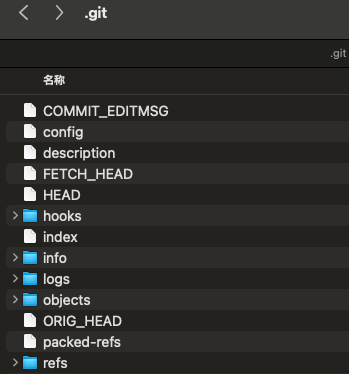 .git
.git
名称
COMMIT_EDITMSG
config
description
FETCH_HEAD
HEAD
hooks
index
info
logs
objects
ORIG_HEAD
packed-refs
refs